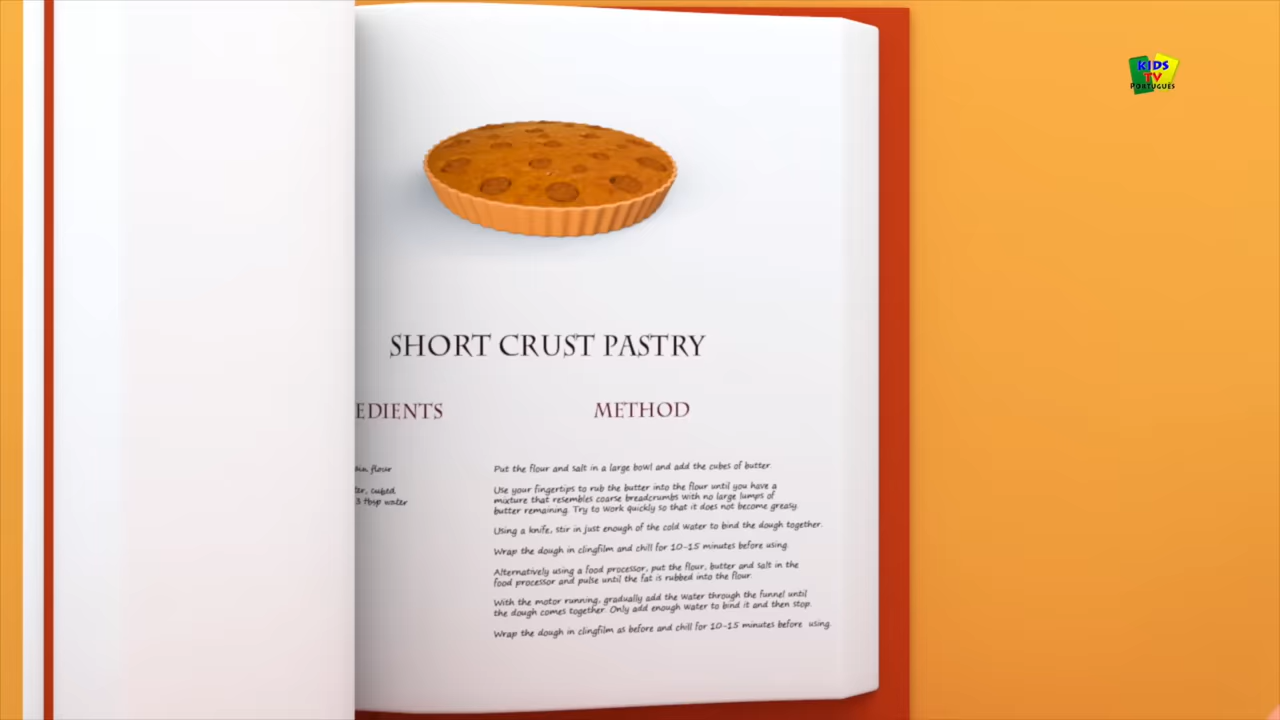 KIDS
TV
PORTUGUÊS
SHORT CRUST PASTRY
EDIENTS
METHOD
flour
cubed
3 tbsp water
Put the flour and salt in a large bowl and add the cubes of butter.
Use your fingertips to rub the butter into the flour until you have a
mixture that resembles coarse breadcrumbs with no large lumps of
butter remaining. Try to work quickly so that it does not become greasy.
Using a knife, stir in just enough of the cold water to bind the dough together.
Wrap the dough in clingfilm and chill for 10-15 minutes before using.
Alternatively using a food processor, put the flour, butter and salt in the
food processor and pulse until the fat is rubbed into the flour.
With the motor running, gradually add the water through the funnel until
the dough comes together. Only add enough water to bind it and then stop.
Wrap the dough in clingfilm as before and chill for 10-15 minutes before using.